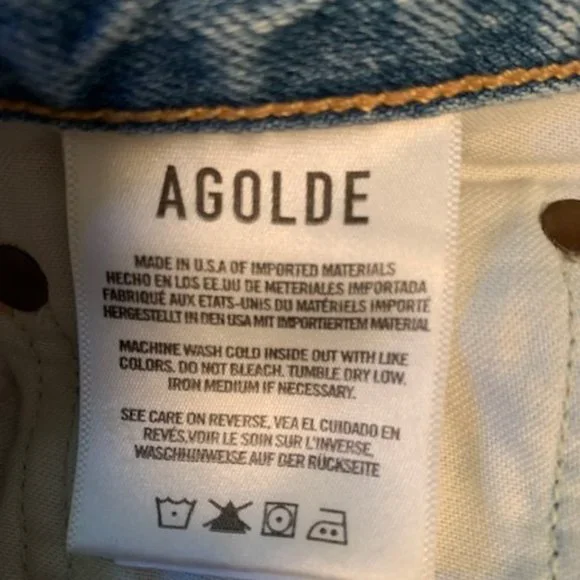 AGOLDE
MADE IN U.S.A OF IMPORTED MATERIALS
HECHO EN LOS EE.UU DE METERIALES IMPORTADA
FABRIQUÉ AUX ETATS-UNIS DU MATÉRIELS IMPORTÉ
HERGESTELLT IN DEN USA MIT IMPORTIERTEM MATERIAL
MACHINE WASH COLD INSIDE OUT WITH LIKE
COLORS. DO NOT BLEACH. TUMBLE DRY LOW.
IRON MEDIUM IF NECESSARY.
SEE CARE ON REVERSE, VEA EL CUIDADO EN
REVÉS,VOIR LE SOIN SUR L'INVERSE,
WASCHHINWEISE AUF DER RÜCKSEITE